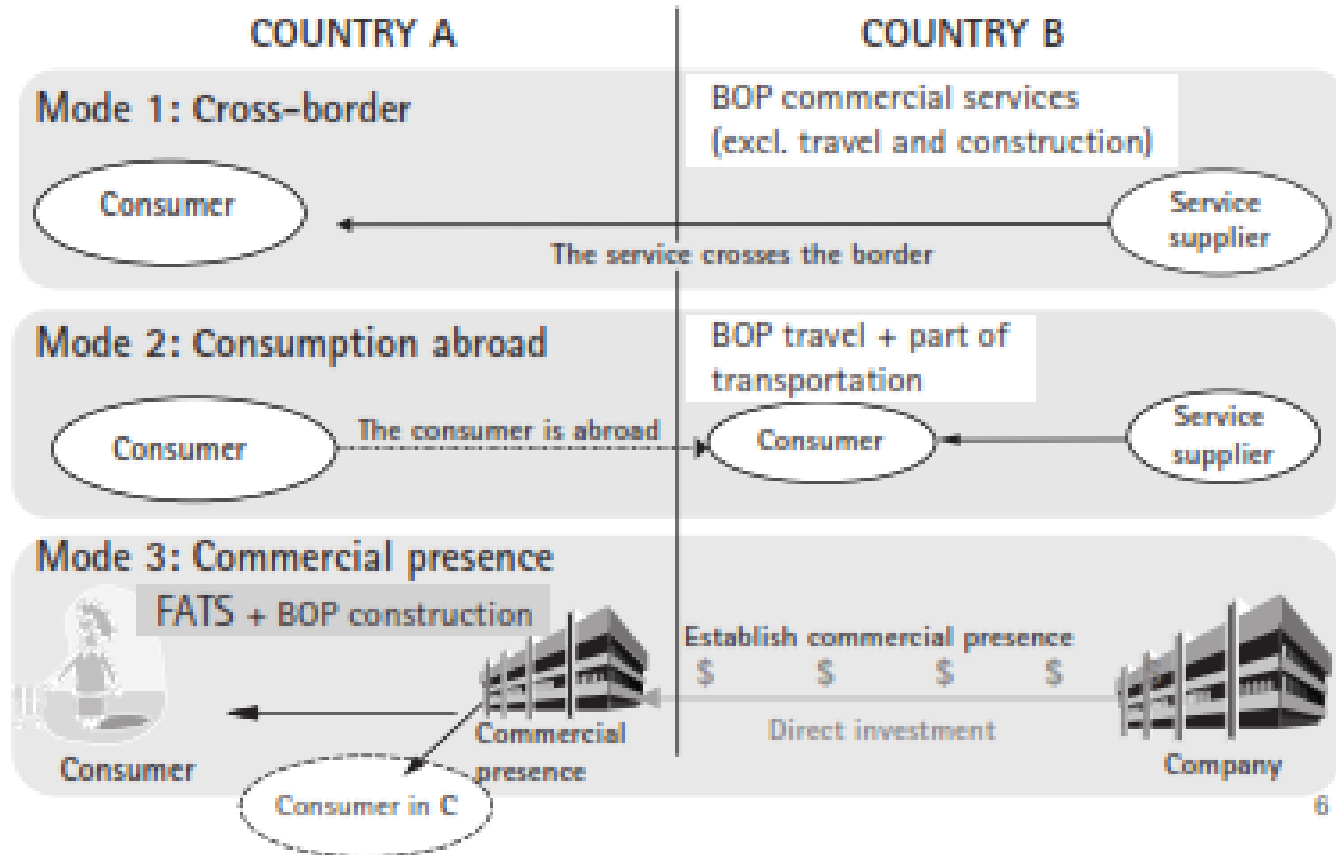 COUNTRY A
COUNTRY B
Mode 1: Cross-border
BOP commercial services
(excl. travel and construction)
Consumer
Service
supplier
The service crosses the border
Mode 2: Consumption abroad
BOP travel + part of
transportation
Consumer
The consumer is abroad
Consumer
Service
supplier
Mode 3: Commercial presence
FATS + BOP construction
Establish commercial presence
$ $ $ $
Direct investment
Commercial
presence
Consumer
Company
Consumer in C
6